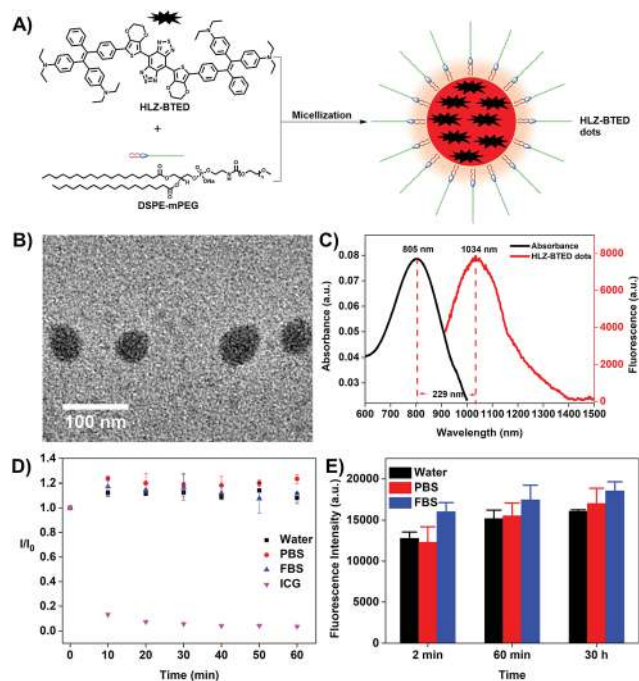 A)
HLZ-BTED
+
DSPE-mPEG
Micellization
HLZ-BTED
dots
B)
100 nm
C)
805 nm
1034 nm
Absorbance
HLZ-BTED dots
229 nm
Absorbance (a.u.)
0.08
0.07
0.06
0.05
0.04
0.03
Fluorescence (a.u.)
8000
6000
4000
2000
0
600 700 800 900 1000 1100 1200 1300 1400 1500
Wavelength (nm)
D)
I/I0
1.4
1.2
1.0
0.8
0.6
0.4
0.2
0.0
Water
PBS
FBS
ICG
0 10 20 30 40 50 60
Time (min)
E)
Water
PBS
FBS
Fluorescence Intensity (a.u.)
20000
15000
10000
5000
0
2 min 60 min 30 h
Time